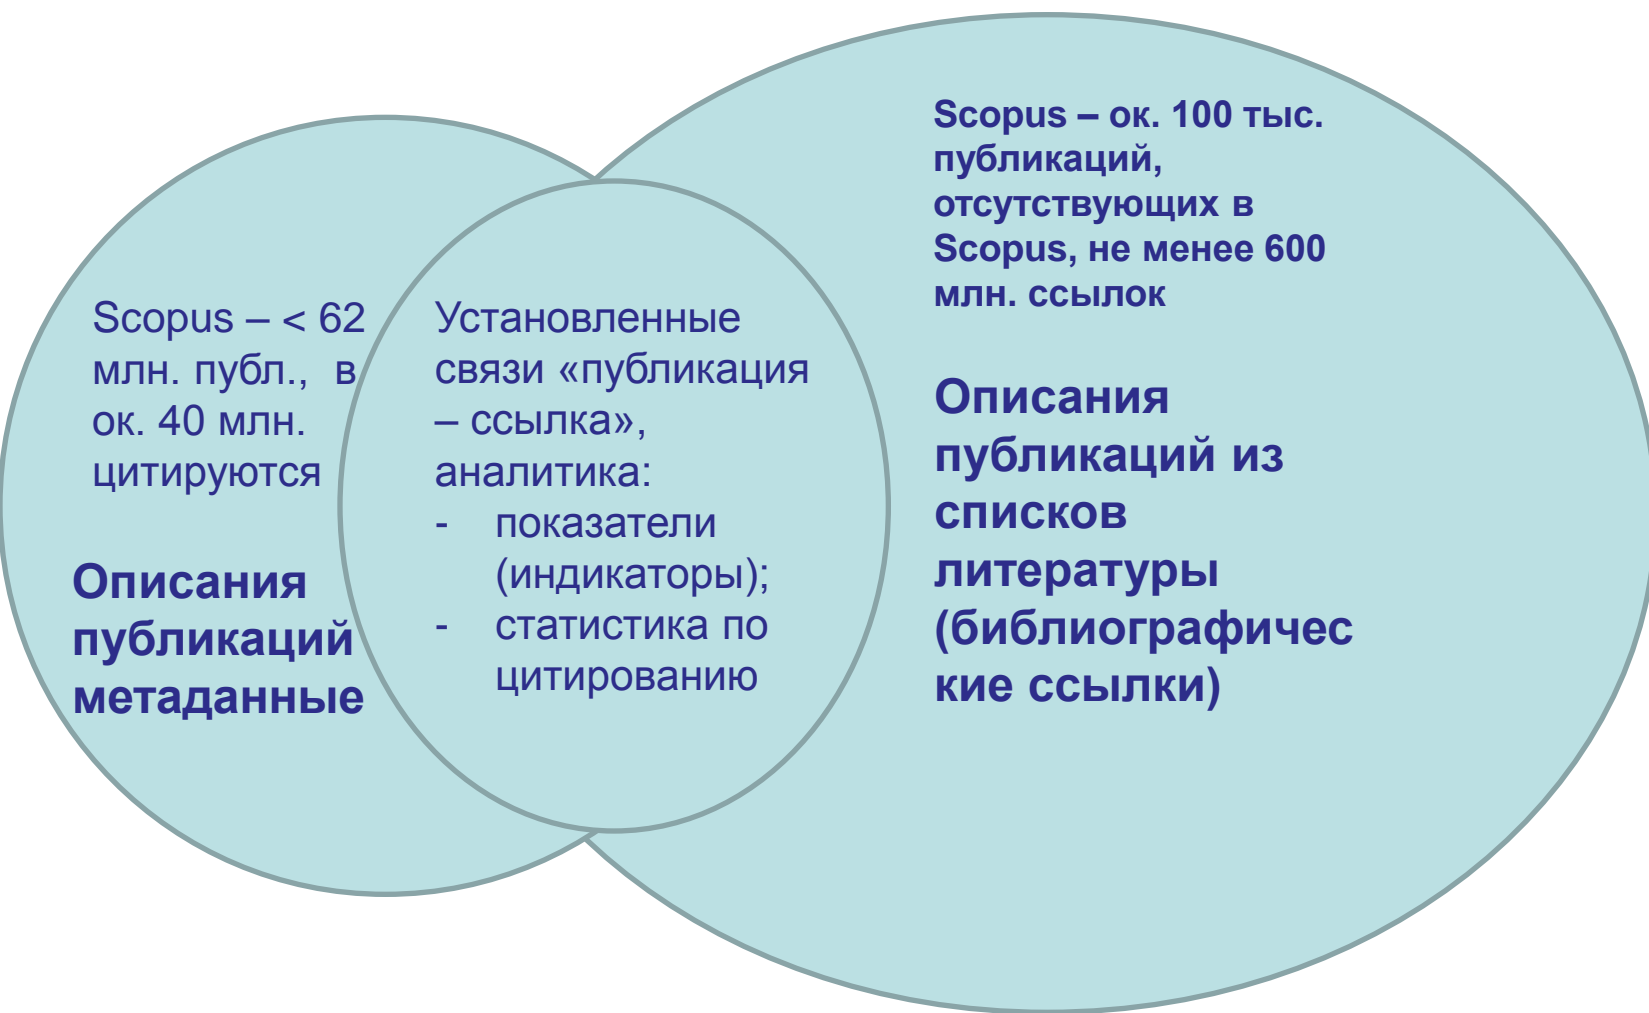 Scopus – < 62
млн. публ.,  в
ок. 40 млн.
цитируются
Описания
публикаций
метаданные
Установленные
связи «публикация
– ссылка»,
аналитика:
- показатели
(индикаторы);
- статистика по
цитированию
Scopus – ок. 100 тыс.
публикаций,
отсутствующих в
Scopus, не менее 600
млн. ссылок
Описания
публикаций из
списков
литературы
(библиографичес
кие ссылки)